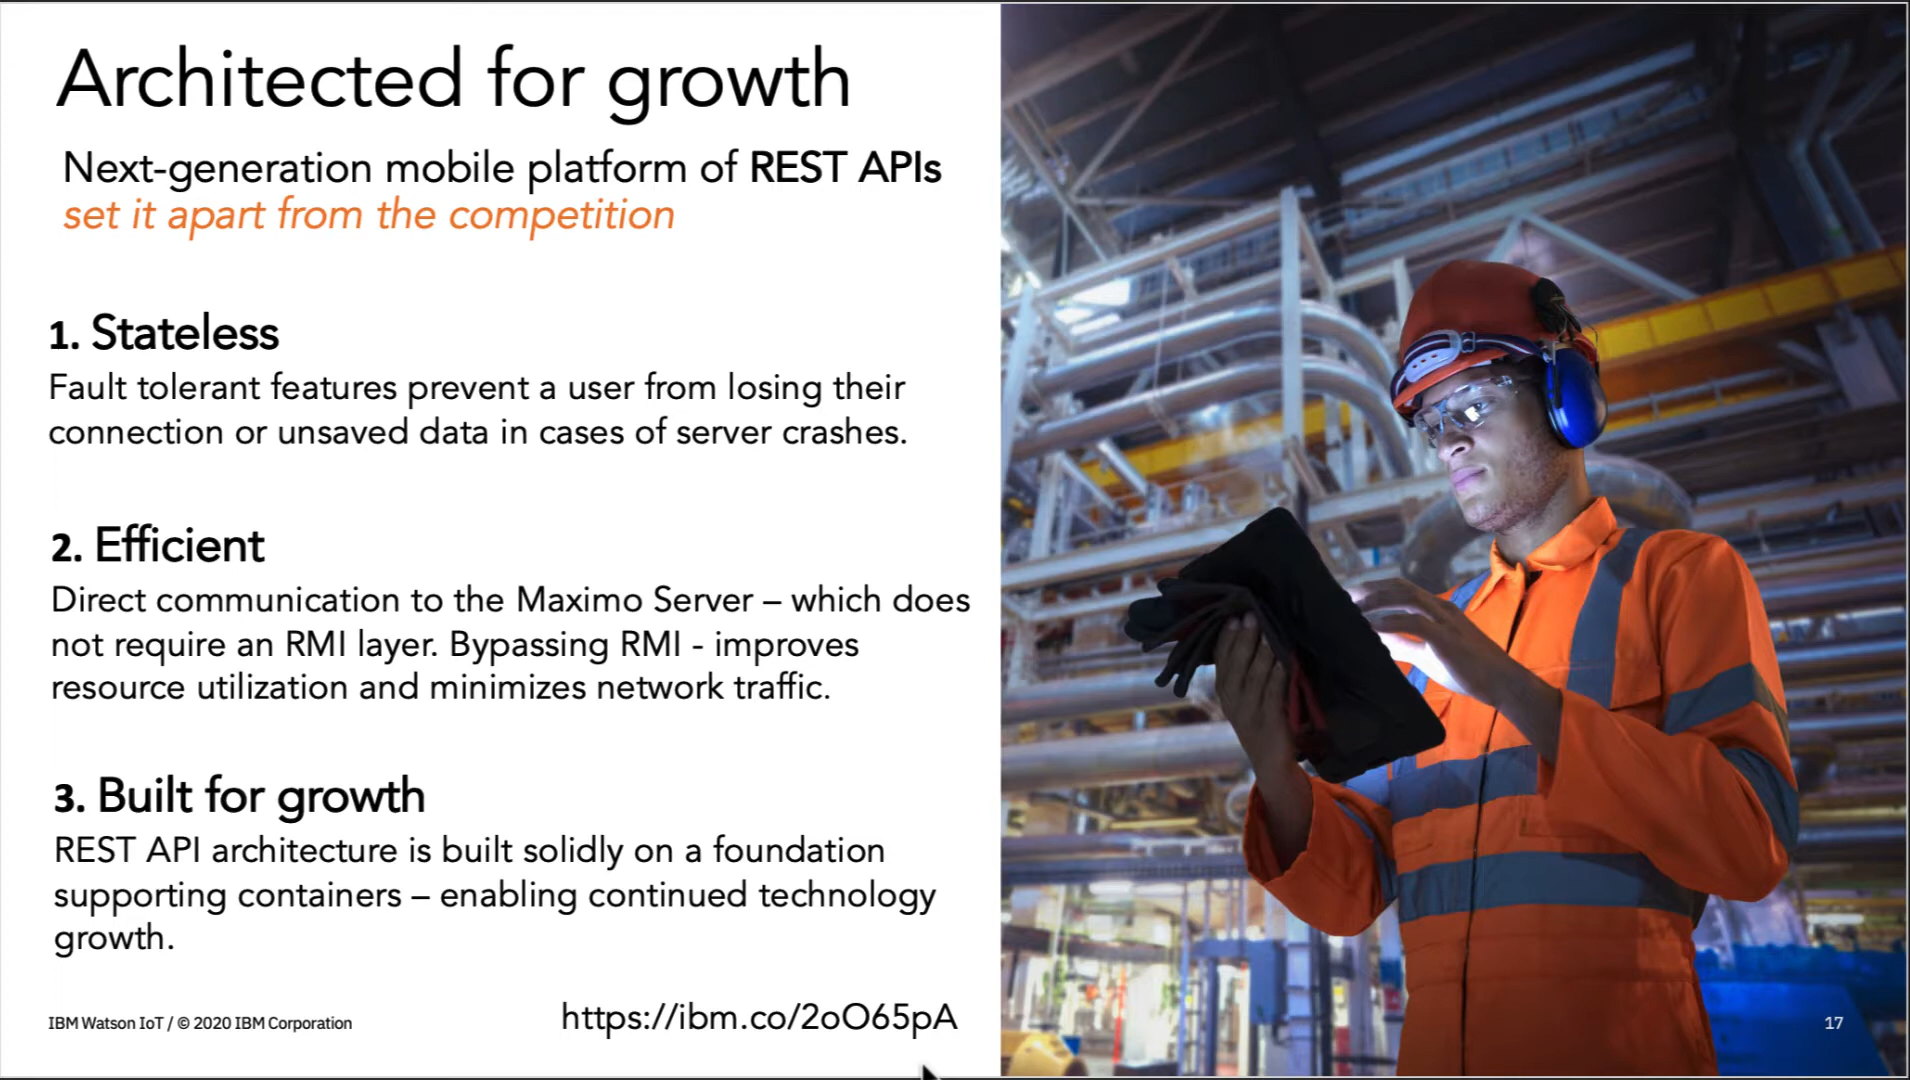 Architected for growth
Next-generation mobile platform of REST APIs
set it apart from the competition
1. Stateless
Fault tolerant features prevent a user from losing their
connection or unsaved data in cases of server crashes.
2. Efficient
Direct communication to the Maximo Server – which does
not require an RMI layer. Bypassing RMI - improves
resource utilization and minimizes network traffic.
3. Built for growth
REST API architecture is built solidly on a foundation
supporting containers – enabling continued technology
growth.
IBM Watson IoT / © 2020 IBM Corporation
https://ibm.co/2oO65pA
17